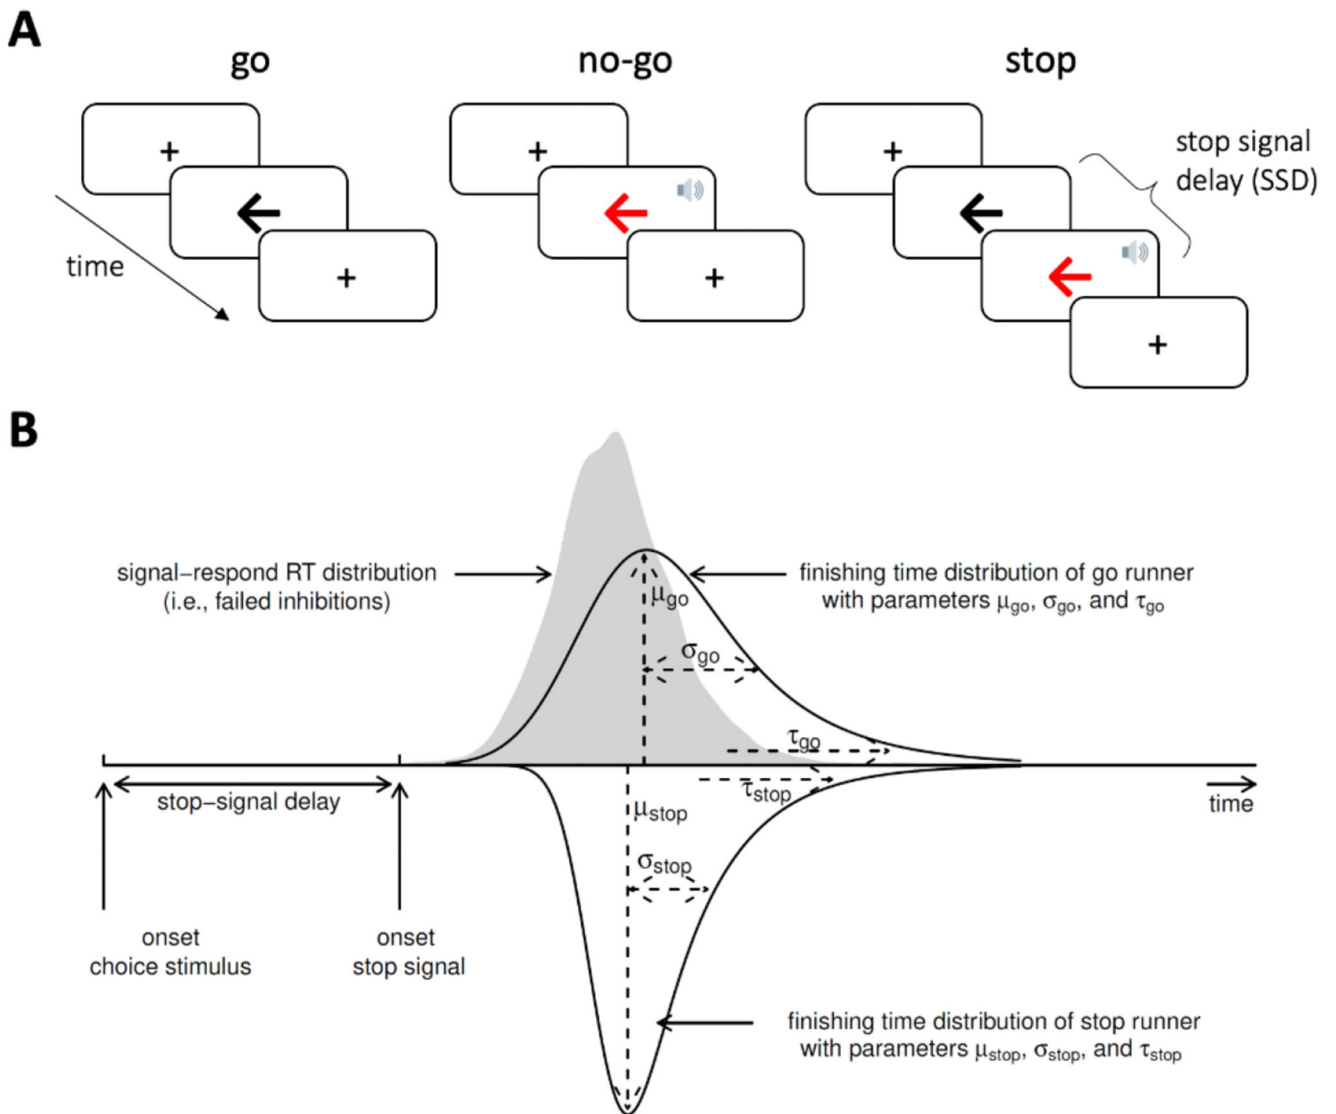 A
go
no-go
stop
+
+
+
stop signal
delay (SSD)
time
+
+
+
B
signal–respond RT distribution
(i.e., failed inhibitions)
finishing time distribution of go runner
with parameters μgo, σgo, and τgo
μgo
σgo
τgo
stop–signal delay
τstop
time
μstop
σstop
onset
choice stimulus
onset
stop signal
finishing time distribution of stop runner
with parameters μstop, σstop, and τstop